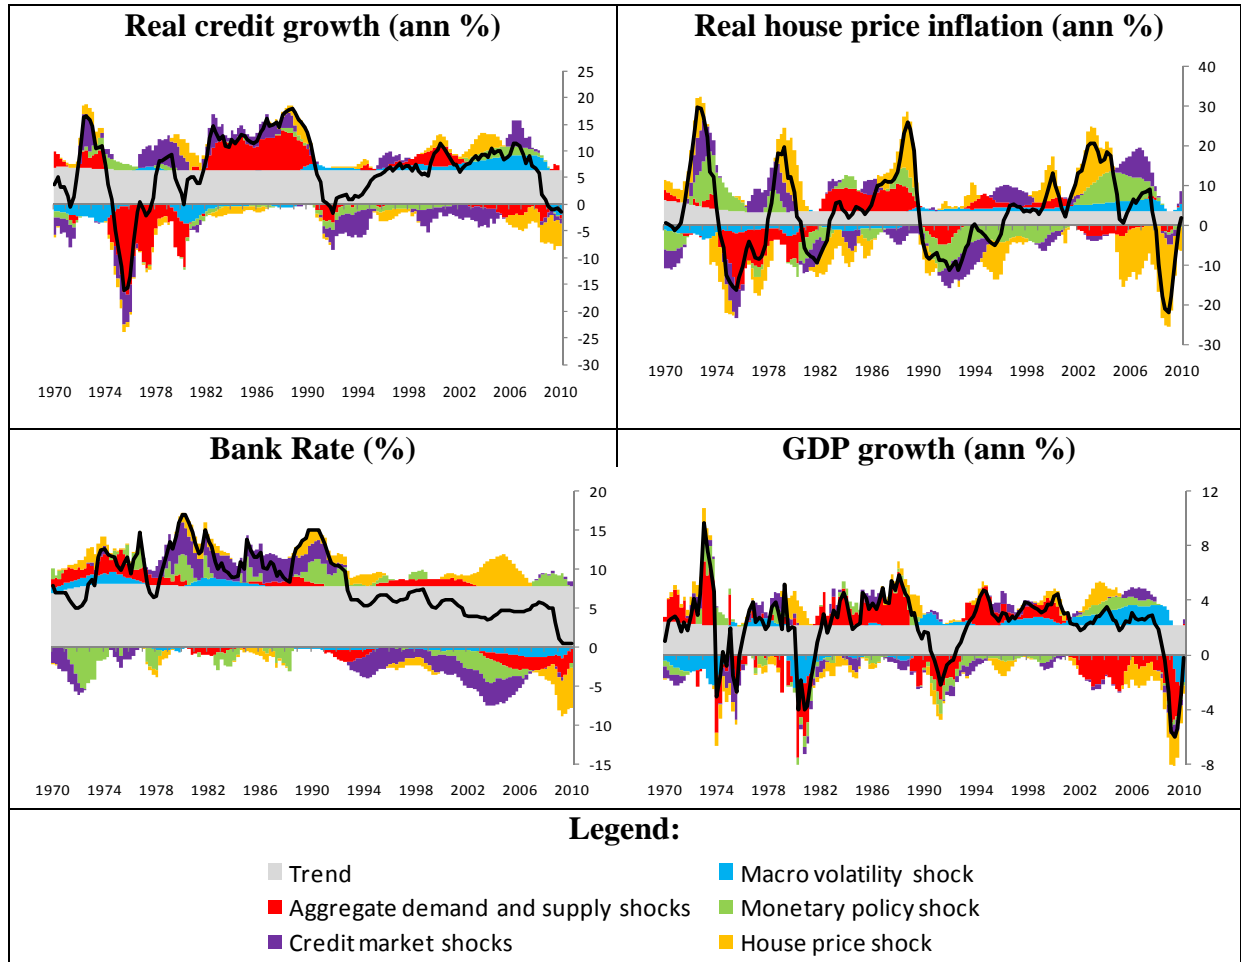 Real credit growth (ann %)
25
20
15
10
5
0
-5
-10
-15
-20
-25
-30
1970 1974 1978 1982 1986 1990 1994 1998 2002 2006 2010
Real house price inflation (ann %)
40
30
20
10
0
-10
-20
-30
1970 1974 1978 1982 1986 1990 1994 1998 2002 2006 2010
Bank Rate (%)
20
15
10
5
0
-5
-10
-15
1970 1974 1978 1982 1986 1990 1994 1998 2002 2006 2010
GDP growth (ann %)
12
8
4
0
-4
-8
1970 1974 1978 1982 1986 1990 1994 1998 2002 2006 2010
Legend:
Trend
Macro volatility shock
Aggregate demand and supply shocks
Monetary policy shock
Credit market shocks
House price shock